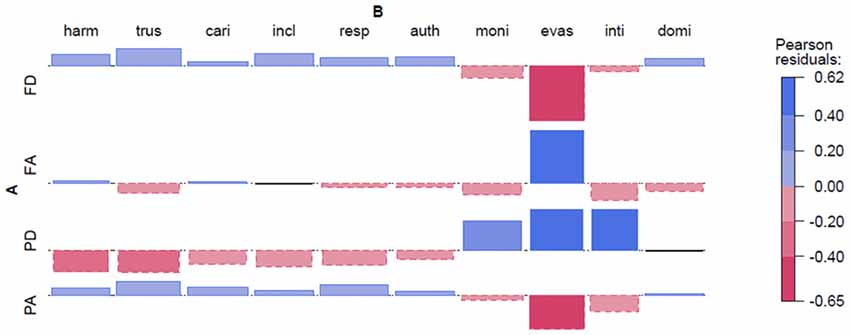 B
harm trus cari incl resp auth moni evas inti domi
Pearson
residuals:
0.62
0.40
0.20
0.00
-0.20
-0.40
-0.65
A
FD
FA
PD
PA